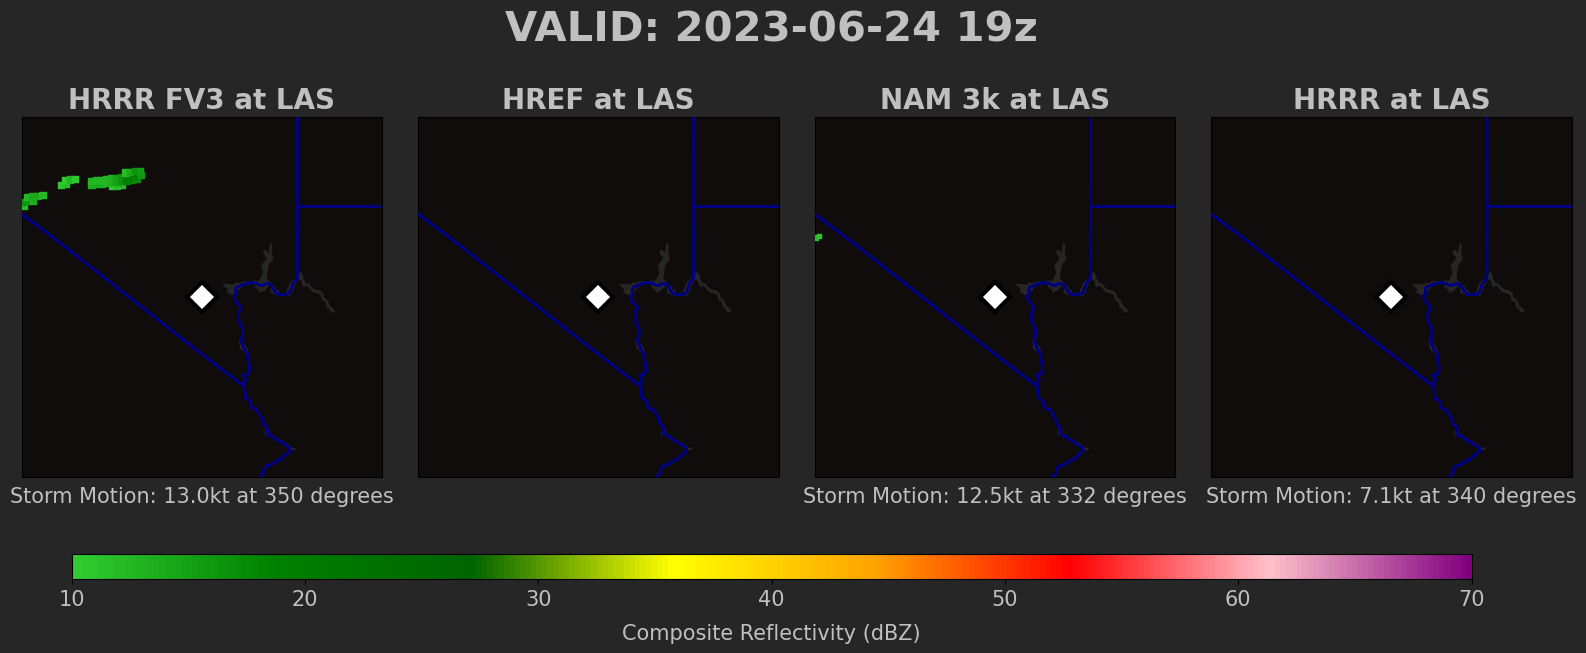 VALID: 2023-06-24 19z
HRRR FV3 at LAS
HREF at LAS
NAM 3k at LAS
HRRR at LAS
Storm Motion: 13.0kt at 350 degrees
Storm Motion: 12.5kt at 332 degrees
Storm Motion: 7.1kt at 340 degrees
10 20 30 40 50 60 70
Composite Reflectivity (dBZ)